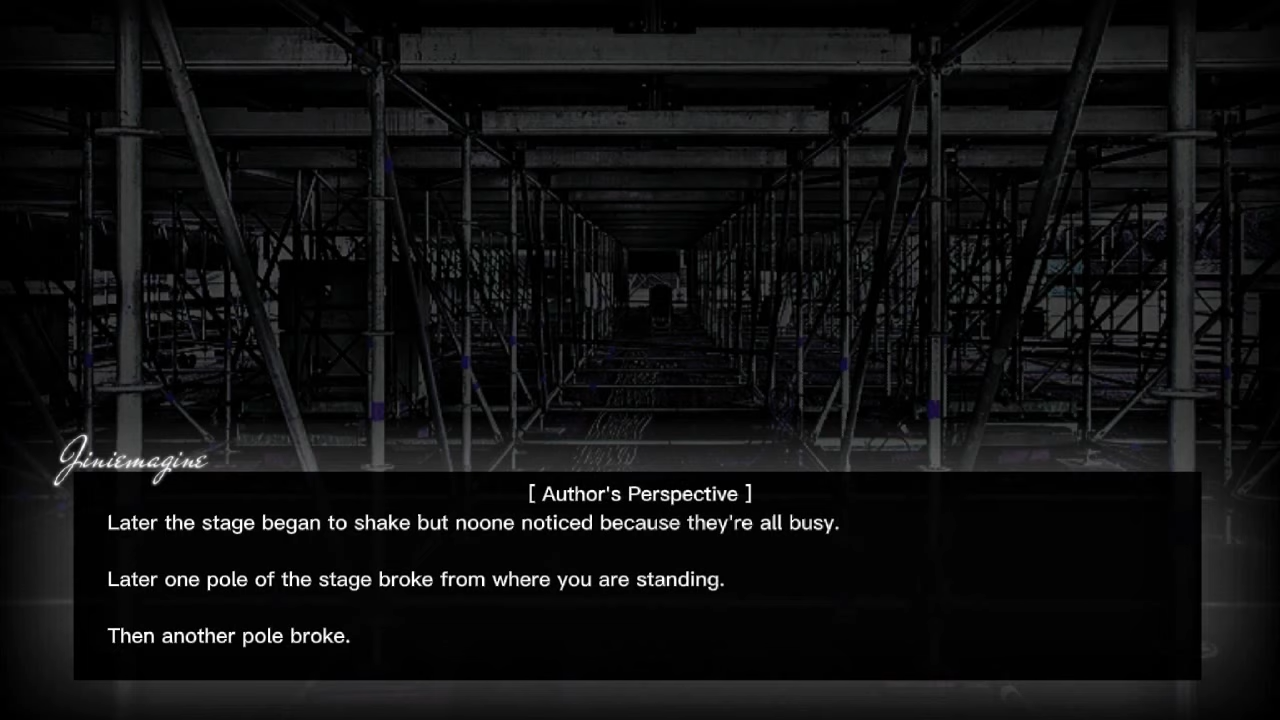 Jiniemagine
[ Author's Perspective ]
Later the stage began to shake but noone noticed because they're all busy.
Later one pole of the stage broke from where you are standing.
Then another pole broke.